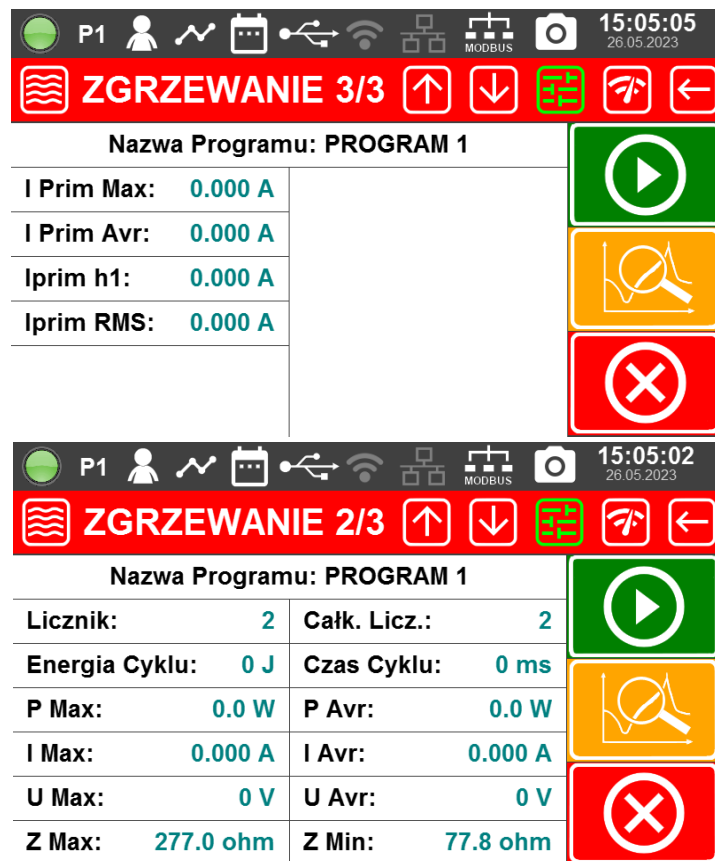 P1 MODBUS 15:05:05
26.05.2023
ZGRZEWANIE 3/3
Nazwa Programu: PROGRAM 1
I Prim Max: 0.000 A
I Prim Avr: 0.000 A
Iprim h1: 0.000 A
Iprim RMS: 0.000 A
P1 MODBUS 15:05:02
26.05.2023
ZGRZEWANIE 2/3
Nazwa Programu: PROGRAM 1
Licznik: 2 Całk. Licz.: 2
Energia Cyklu: 0 J Czas Cyklu: 0 ms
P Max: 0.0 W P Avr: 0.0 W
I Max: 0.000 A I Avr: 0.000 A
U Max: 0 V U Avr: 0 V
Z Max: 277.0 ohm Z Min: 77.8 ohm